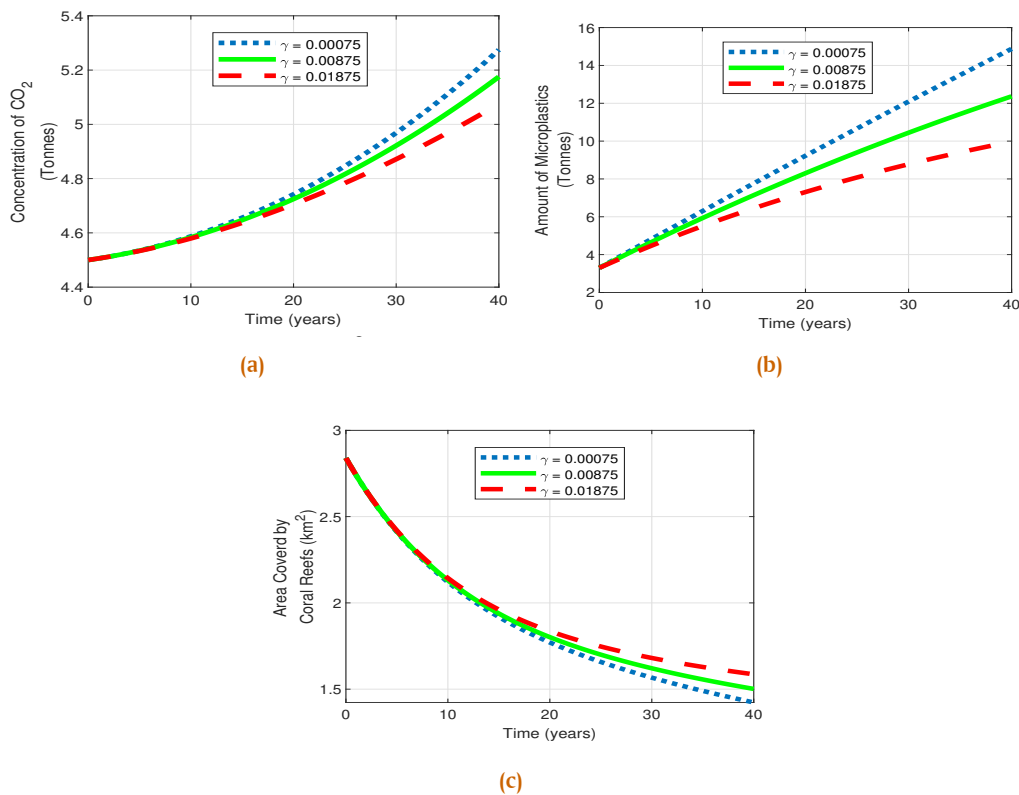 5.4
5.2
5
4.8
4.6
4.4
Concentration of CO₂
(Tonnes)
γ = 0.00075
γ = 0.00875
γ = 0.01875
0
10
20
30
40
Time (years)
(a)
16
14
12
10
8
6
4
2
Amount of Microplastics
(Tonnes)
γ = 0.00075
γ = 0.00875
γ = 0.01875
0
10
20
30
40
Time (years)
(b)
3
2.5
2
1.5
Area Coverd by
Coral Reefs (km²)
γ = 0.00075
γ = 0.00875
γ = 0.01875
0
10
20
30
40
Time (years)
(c)